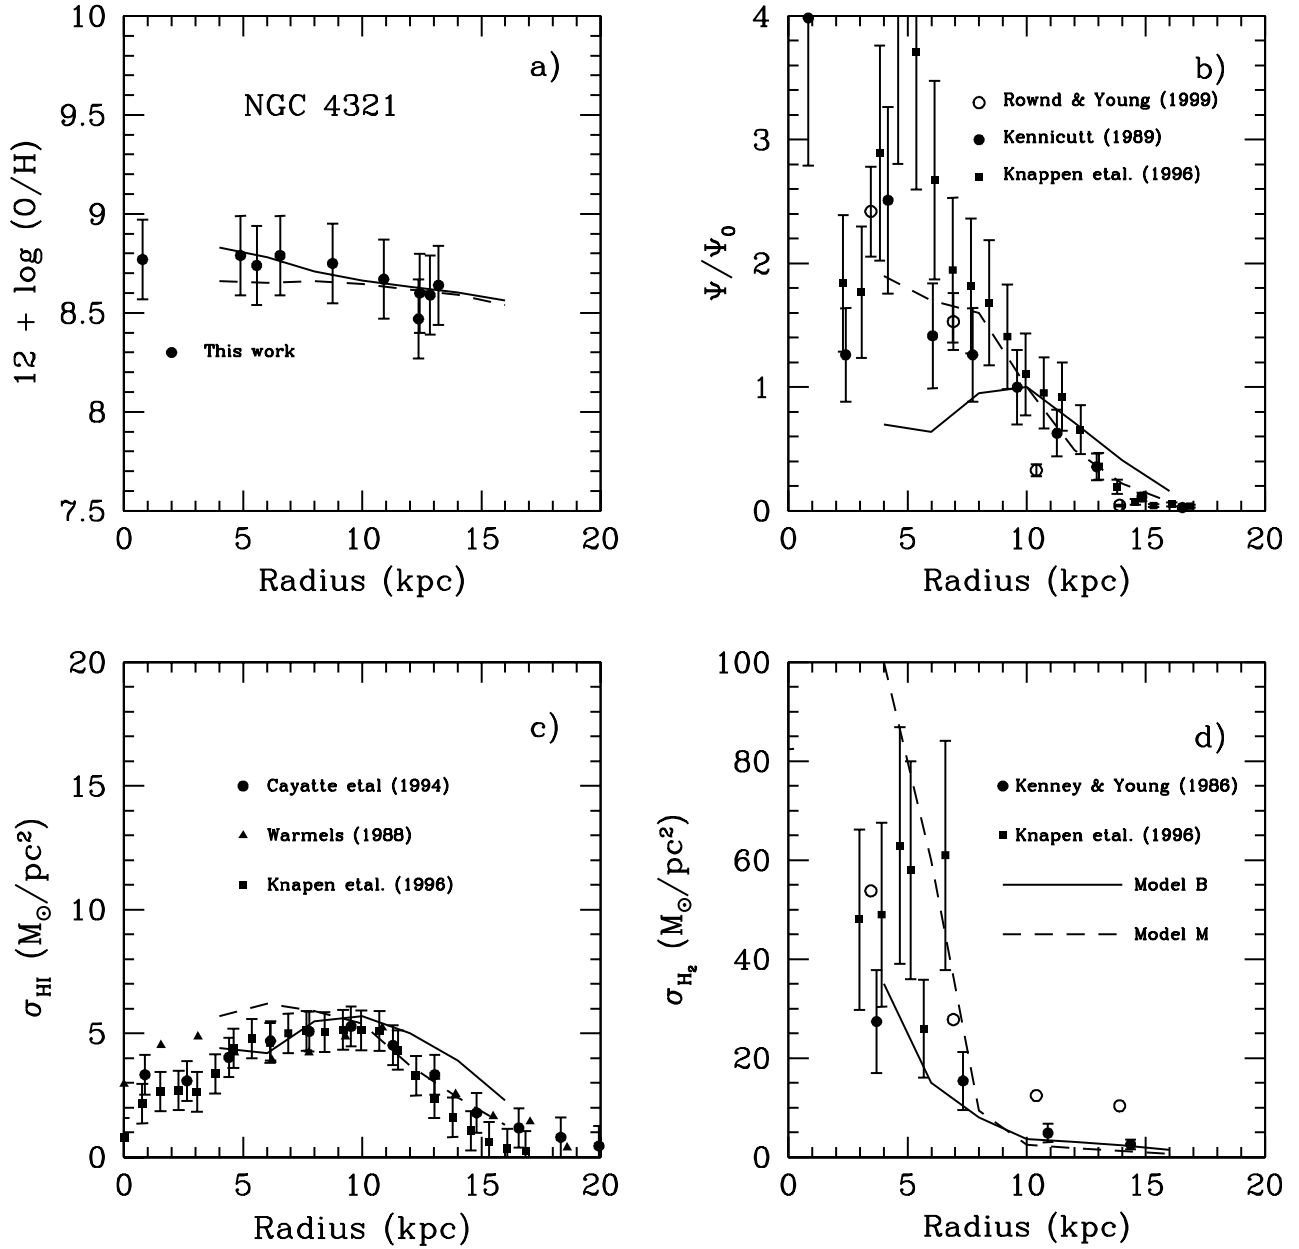 10
9.5
9
8.5
8
7.5
0
5
10
15
20
12 + log (O/H)
Radius (kpc)
a)
NGC 4321
This work
4
3
2
1
0
0
5
10
15
20
Ψ/Ψ₀
Radius (kpc)
b)
Rownd & Young (1999)
Kennicutt (1989)
Knappen etal. (1996)
20
15
10
5
0
0
5
10
15
20
σHI (M⊙/pc²)
Radius (kpc)
c)
Cayatte etal (1994)
Warmels (1988)
Knapen etal. (1996)
100
80
60
40
20
0
0
5
10
15
20
σH₂ (M⊙/pc²)
Radius (kpc)
d)
Kenney & Young (1986)
Knapen etal. (1996)
Model B
Model M